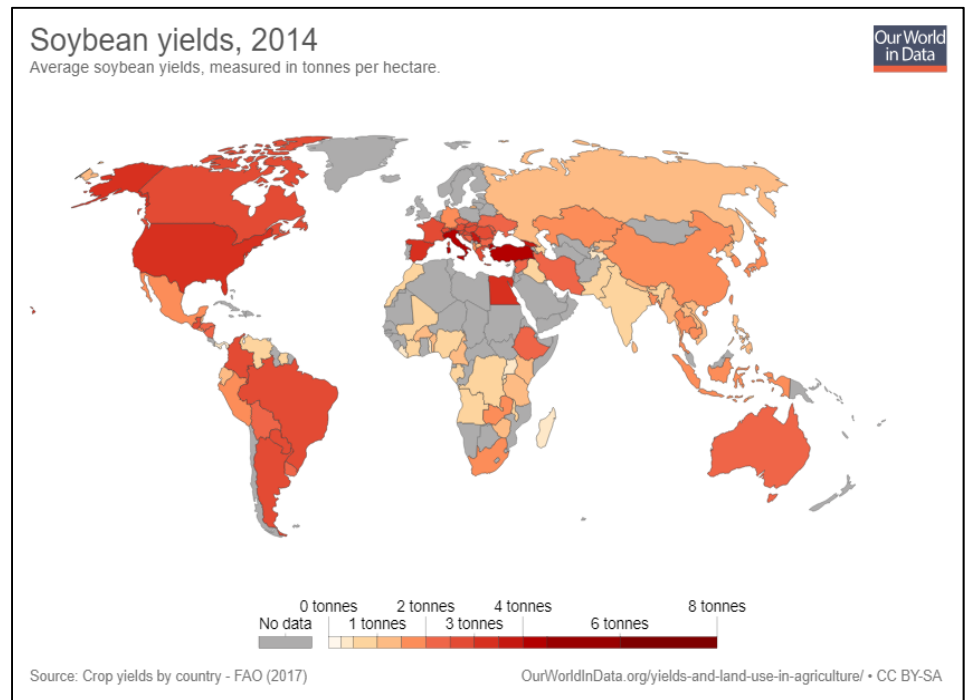 Soybean yields, 2014
Average soybean yields, measured in tonnes per hectare.
Our World
in Data
0 tonnes 2 tonnes 4 tonnes 8 tonnes
No data 1 tonnes 3 tonnes 6 tonnes
Source: Crop yields by country - FAO (2017) OurWorldInData.org/yields-and-land-use-in-agriculture/ • CC BY-SA